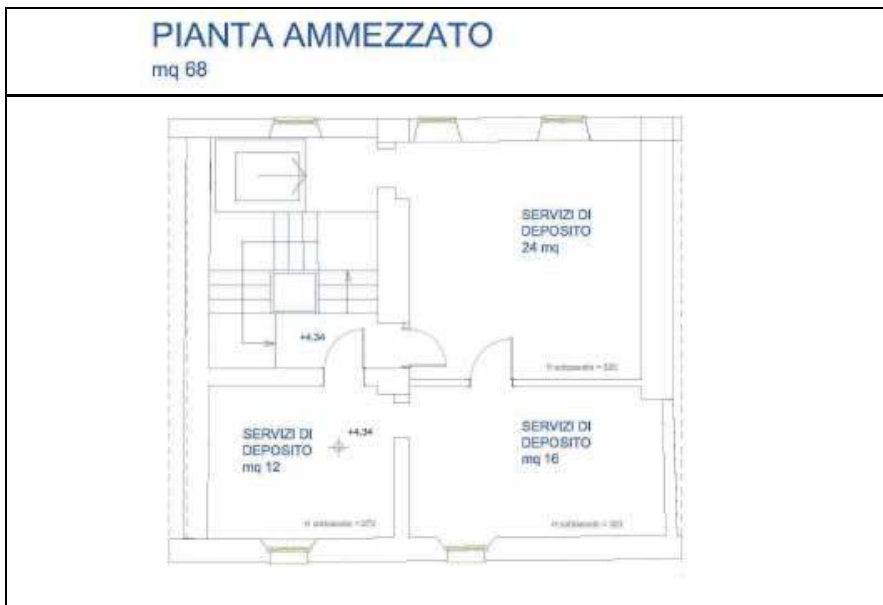 PIANTA AMMEZZATO
mq 68
SERVIZI DI
DEPOSITO
24 mq
+4.34
SERVIZI DI
DEPOSITO
mq 12
+4.34
SERVIZI DI
DEPOSITO
mq 16